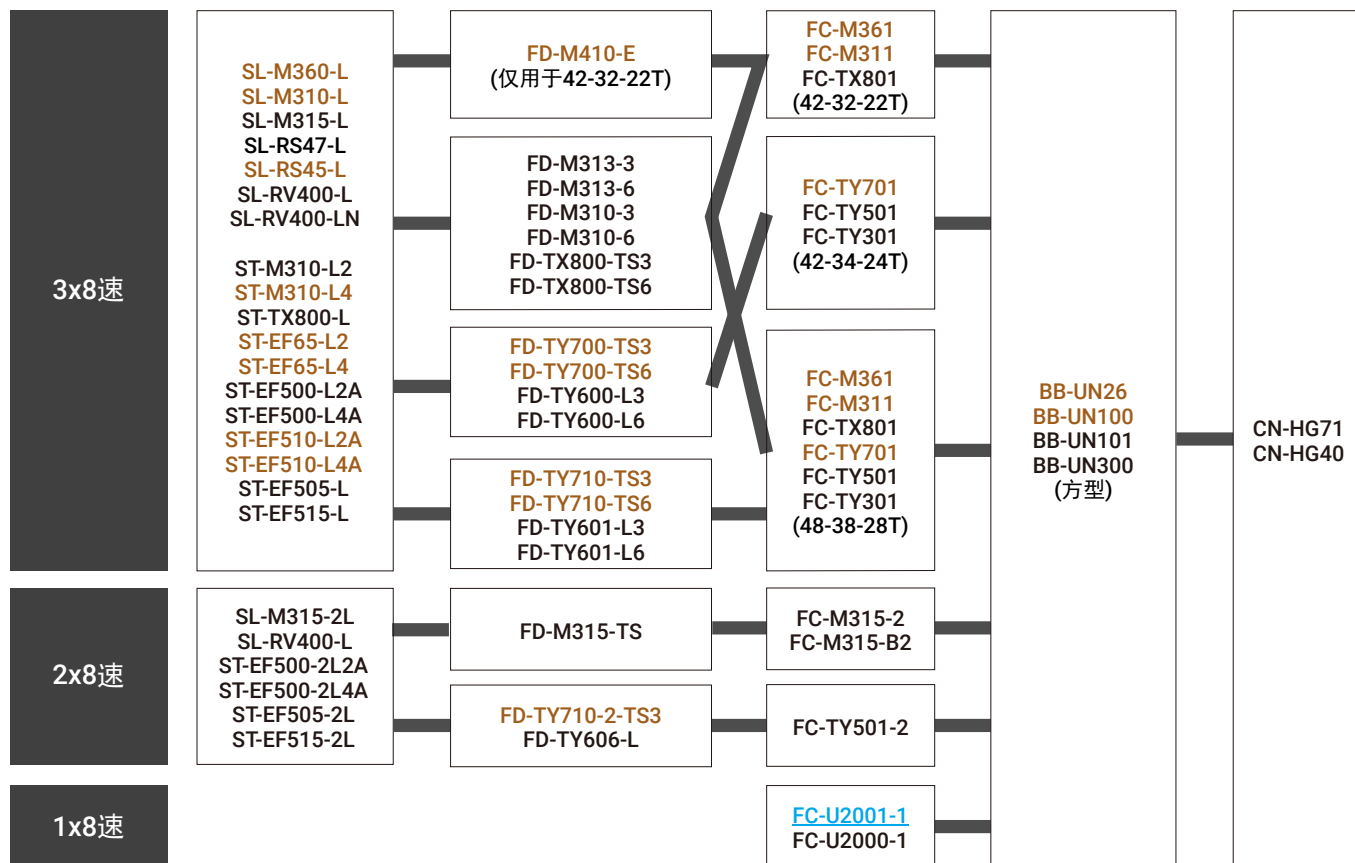 3x8速
SL-M360-L
SL-M310-L
SL-M315-L
SL-RS47-L
SL-RS45-L
SL-RV400-L
SL-RV400-LN
ST-M310-L2
ST-M310-L4
ST-TX800-L
ST-EF65-L2
ST-EF65-L4
ST-EF500-L2A
ST-EF500-L4A
ST-EF510-L2A
ST-EF510-L4A
ST-EF505-L
ST-EF515-L
FD-M410-E
(仅用于42-32-22T)
FD-M313-3
FD-M313-6
FD-M310-3
FD-M310-6
FD-TX800-TS3
FD-TX800-TS6
FD-TY700-TS3
FD-TY700-TS6
FD-TY600-L3
FD-TY600-L6
FD-TY710-TS3
FD-TY710-TS6
FD-TY601-L3
FD-TY601-L6
FC-M361
FC-M311
FC-TX801
(42-32-22T)
FC-TY701
FC-TY501
FC-TY301
(42-34-24T)
FC-M361
FC-M311
FC-TX801
FC-TY701
FC-TY501
FC-TY301
(48-38-28T)
BB-UN26
BB-UN100
BB-UN101
BB-UN300
(方型)
CN-HG71
CN-HG40
2x8速
SL-M315-2L
SL-RV400-L
ST-EF500-2L2A
ST-EF500-2L4A
ST-EF505-2L
ST-EF515-2L
FD-M315-TS
FD-TY710-2-TS3
FD-TY606-L
FC-M315-2
FC-M315-B2
FC-TY501-2
1x8速
FC-U2001-1
FC-U2000-1